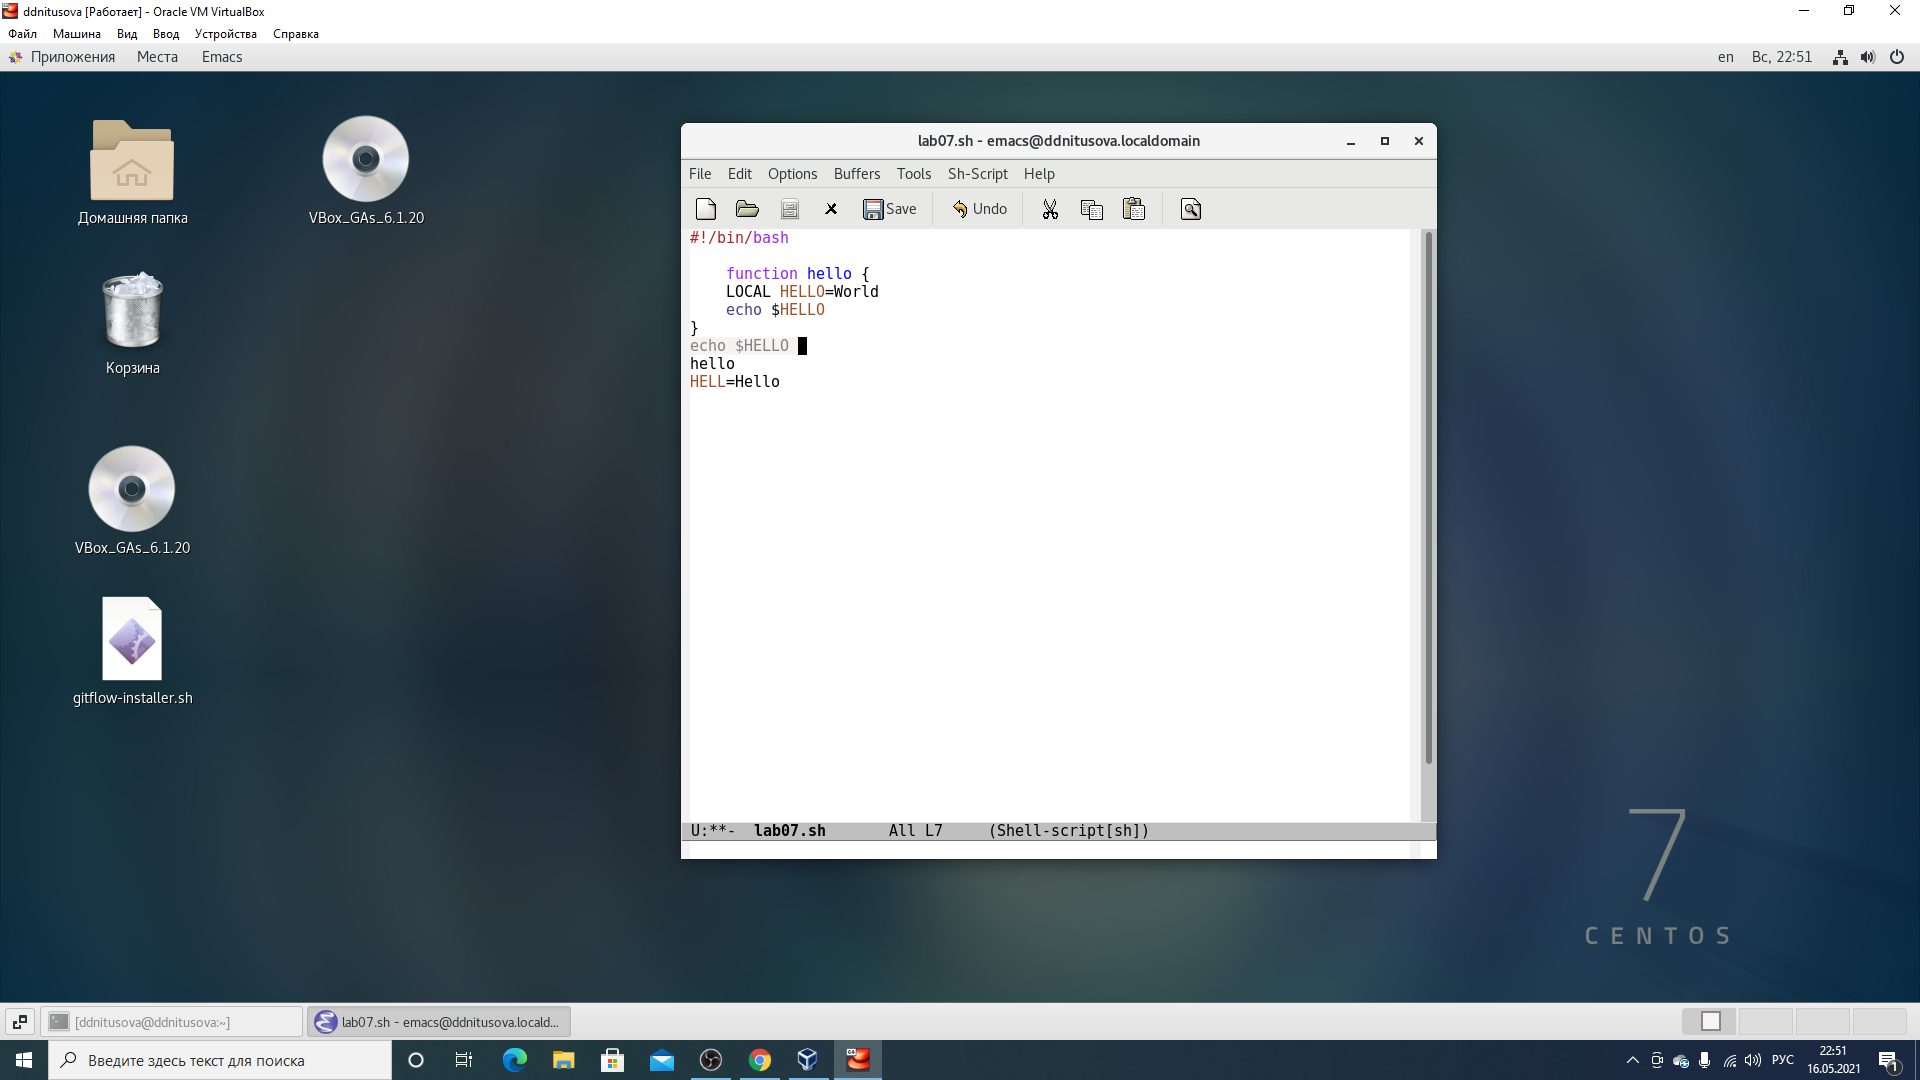 ddnitusova [Работает] - Oracle VM VirtualBox
Файл Машина Вид Ввод Устройства Справка
Приложения Места Emacs en Вс, 22:51
Домашняя папка
VBox_GAs_6.1.20
Корзина
VBox_GAs_6.1.20
gitflow-installer.sh
lab07.sh - emacs@ddnitusova.localdomain
File Edit Options Buffers Tools Sh-Script Help
Save Undo
#!/bin/bash
function hello {
LOCAL HELLO=World
echo $HELLO
}
echo $HELLO
hello
HELL=Hello
U:**- lab07.sh All L7 (Shell-script[sh])
7
CENTOS
[ddnitusova@ddnitusova:~]
lab07.sh - emacs@ddnitusova.locald...
Введите здесь текст для поиска
64
РУС
22:51
16.05.2021
1